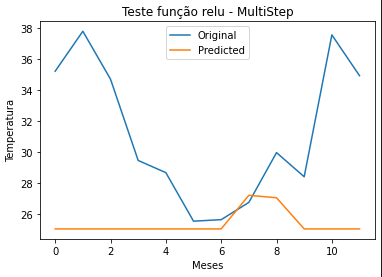 Teste função relu - MultiStep
Original
Predicted
Temperatura
38
36
34
32
30
28
26
0 2 4 6 8 10
Meses